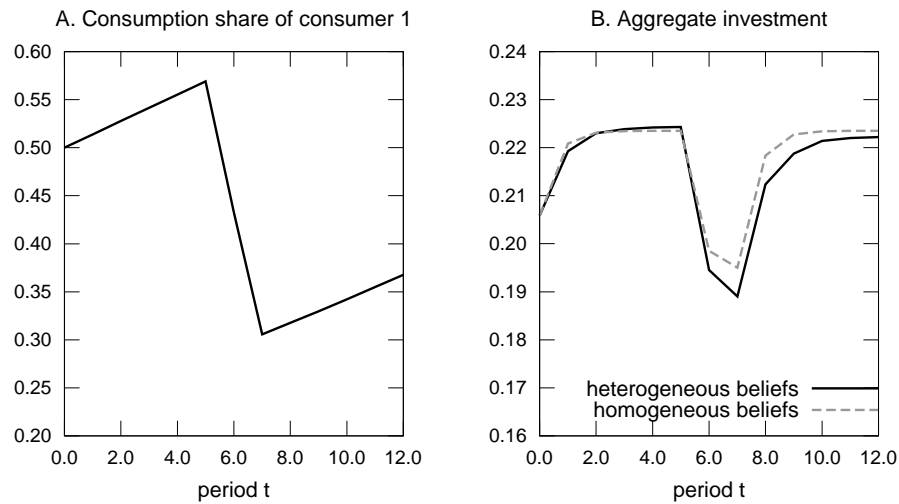 A. Consumption share of consumer 1
0.60
0.55
0.50
0.45
0.40
0.35
0.30
0.25
0.20
0.0 2.0 4.0 6.0 8.0 10.0 12.0
period t
B. Aggregate investment
0.24
0.23
0.22
0.21
0.20
0.19
0.18
0.17
0.16
heterogeneous beliefs
homogeneous beliefs
0.0 2.0 4.0 6.0 8.0 10.0 12.0
period t